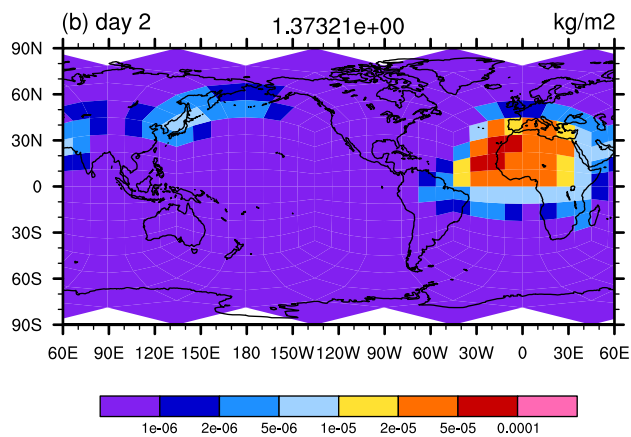 (b) day 2 1.37321e+00 kg/m2
90N
60N
30N
0
30S
60S
90S
60E 90E 120E 150E 180 150W 120W 90W 60W 30W 0 30E 60E
1e-06 2e-06 5e-06 1e-05 2e-05 5e-05 0.0001